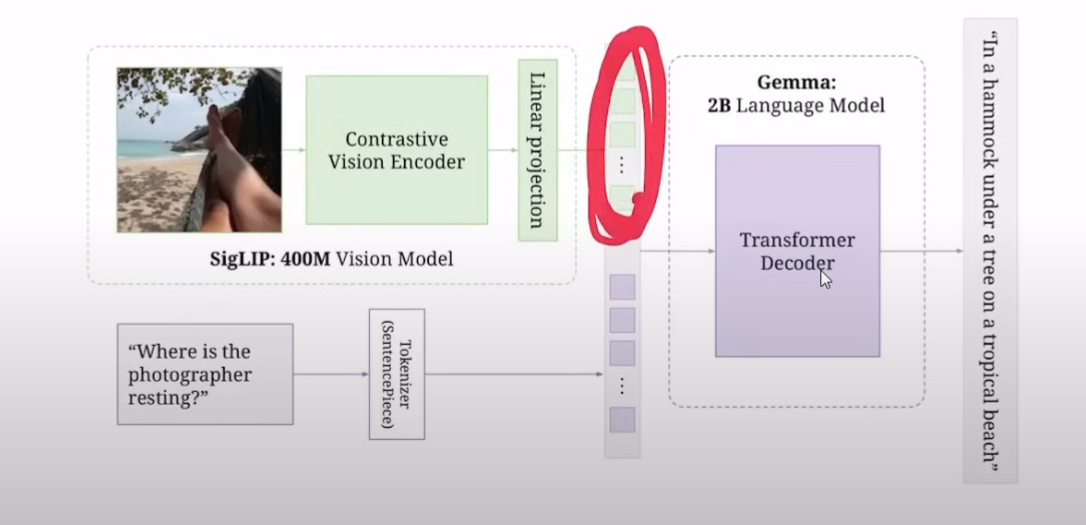 Contrastive
Vision Encoder
Linear projection
SigLIP: 400M Vision Model
“Where is the
photographer
resting?”
Tokenizer
(SentencePiece)
Gemma:
2B Language Model
Transformer
Decoder
“In a hammock under a tree on a tropical beach”